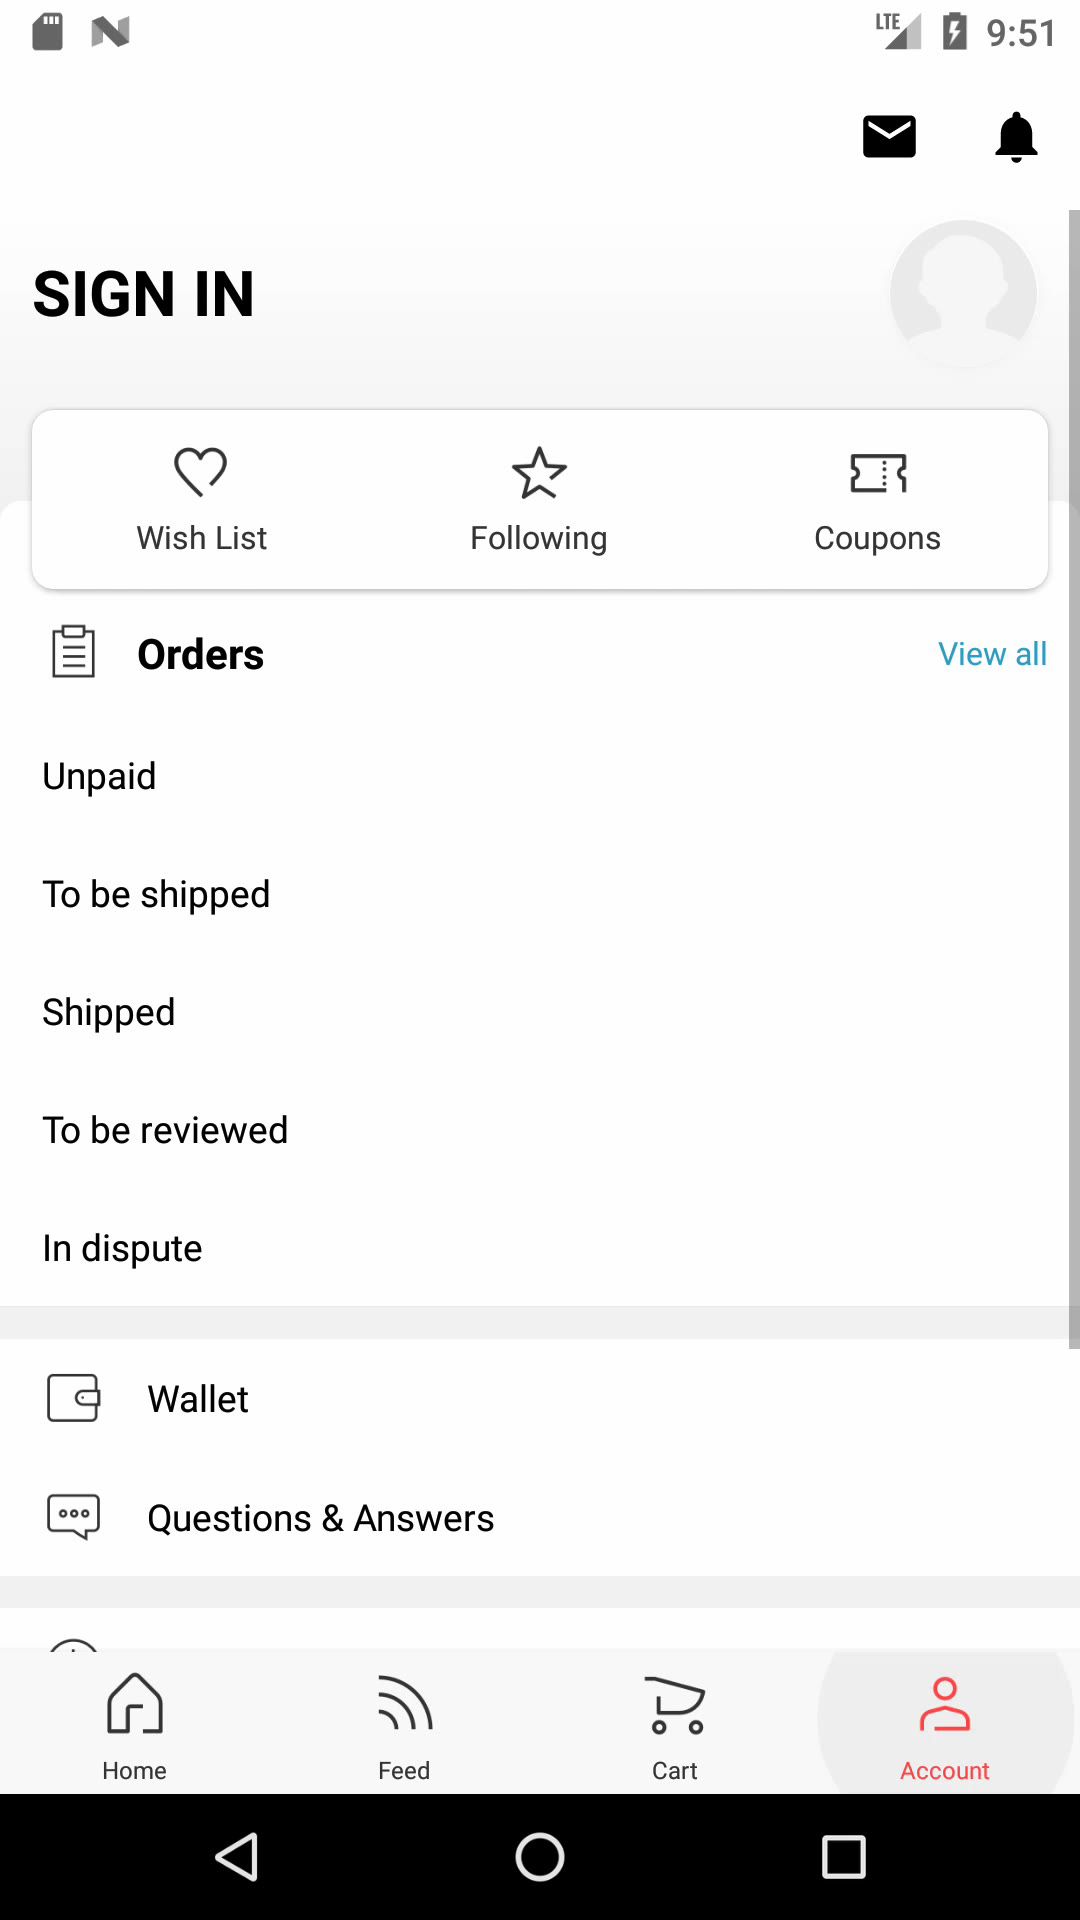 LTE 9:51
SIGN IN
Wish List Following Coupons
Orders View all
Unpaid
To be shipped
Shipped
To be reviewed
In dispute
Wallet
Questions & Answers
Home Feed Cart Account